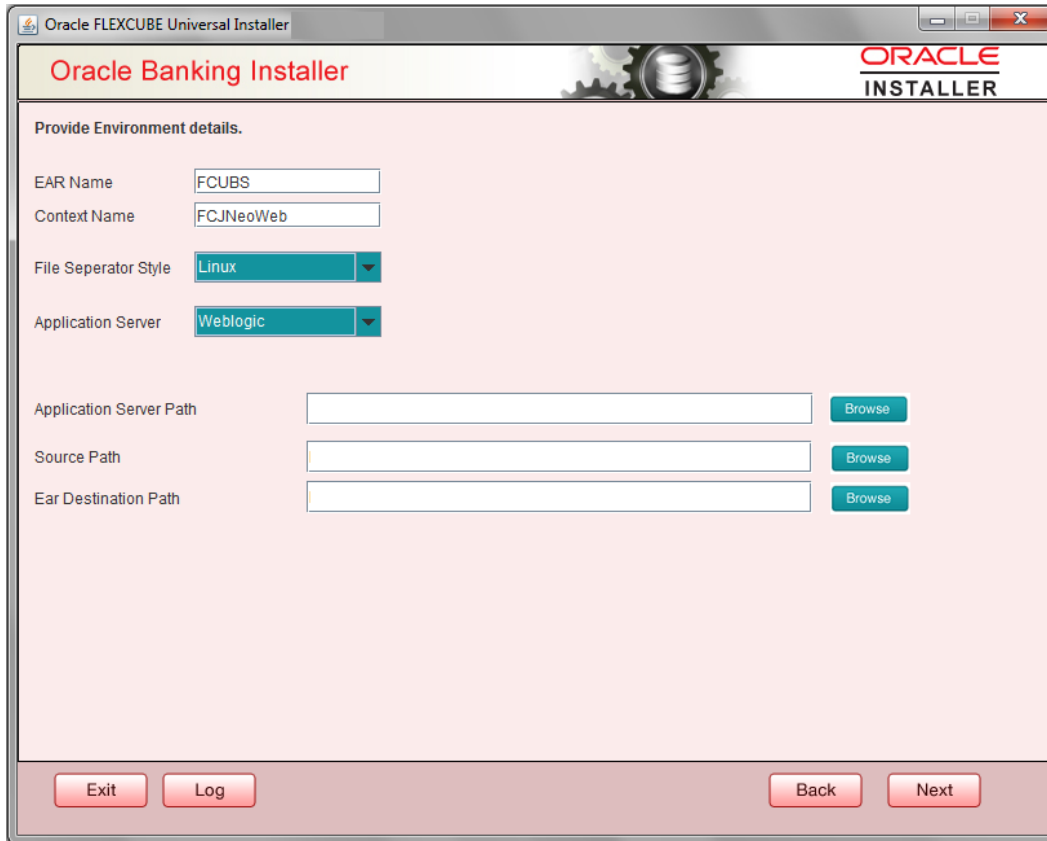 Oracle FLEXCUBE Universal Installer
Oracle Banking Installer
ORACLE
INSTALLER
Provide Environment details.
EAR Name FCUBS
Context Name FCJNeoWeb
File Seperator Style Linux
Application Server Weblogic
Application Server Path Browse
Source Path Browse
Ear Destination Path Browse
Exit Log Back Next